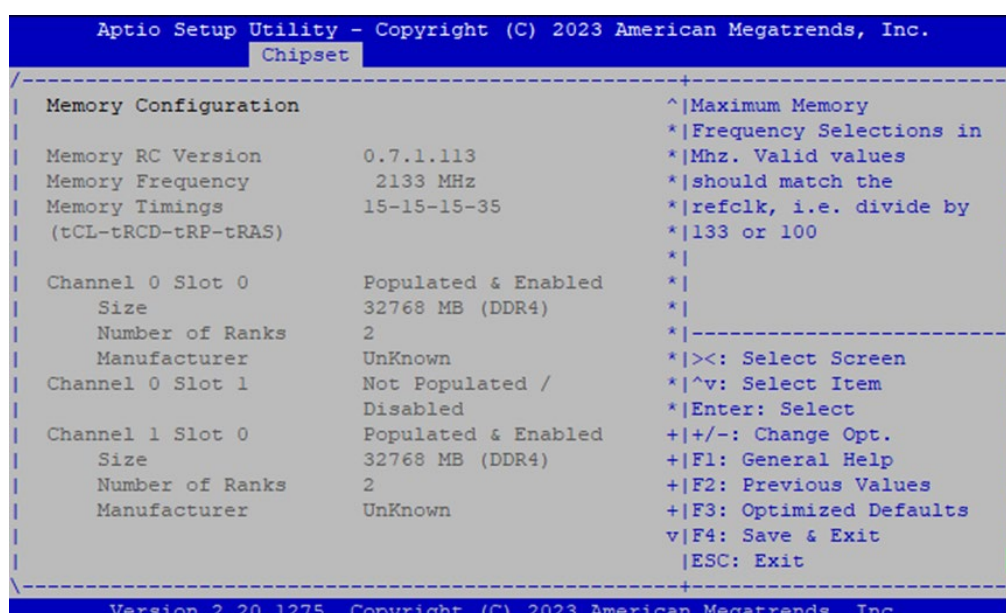 Aptio Setup Utility - Copyright (C) 2023 American Megatrends, Inc.
Chipset
Memory Configuration
Memory RC Version 0.7.1.113
Memory Frequency 2133 MHz
Memory Timings 15-15-15-35
(tCL-tRCD-tRP-tRAS)
Channel 0 Slot 0 Populated & Enabled
Size 32768 MB (DDR4)
Number of Ranks 2
Manufacturer UnKnown
Channel 0 Slot 1 Not Populated /
Disabled
Channel 1 Slot 0 Populated & Enabled
Size 32768 MB (DDR4)
Number of Ranks 2
Manufacturer UnKnown
Maximum Memory
Frequency Selections in
Mhz. Valid values
should match the
refclk, i.e. divide by
133 or 100
><: Select Screen
^v: Select Item
Enter: Select
+/-: Change Opt.
F1: General Help
F2: Previous Values
F3: Optimized Defaults
F4: Save & Exit
ESC: Exit
Version 2.20.1275. Copyright (C) 2023 American Megatrends, Inc.